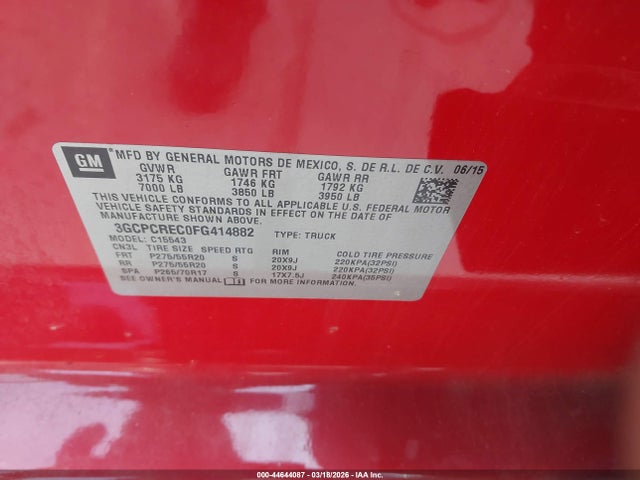 GM MFD BY GENERAL MOTORS DE MEXICO, S. DE R.L. DE C.V. 06/15
GVWR GAWR FRT GAWR RR
3175 KG 1746 KG 1792 KG
7000 LB 3850 LB 3950 LB
THIS VEHICLE CONFORMS TO ALL APPLICABLE U.S. FEDERAL MOTOR
VEHICLE SAFETY STANDARDS IN EFFECT ON THE DATE OF
MANUFACTURE SHOWN ABOVE.
3GCPCREC0FG414882 TYPE: TRUCK
MODEL: C15543
CN3L TIRE SIZE SPEED RTG RIM COLD TIRE PRESSURE
FRT P275/55R20 S 20X9J 220KPA(32PSI)
RR P275/55R20 S 20X9J 220KPA(32PSI)
SPA P265/70R17 S 17X7.5J 240KPA(35PSI)
SEE OWNER'S MANUAL FOR MORE INFORMATION.
000-44644087 - 03/18/2026 - IAA Inc.